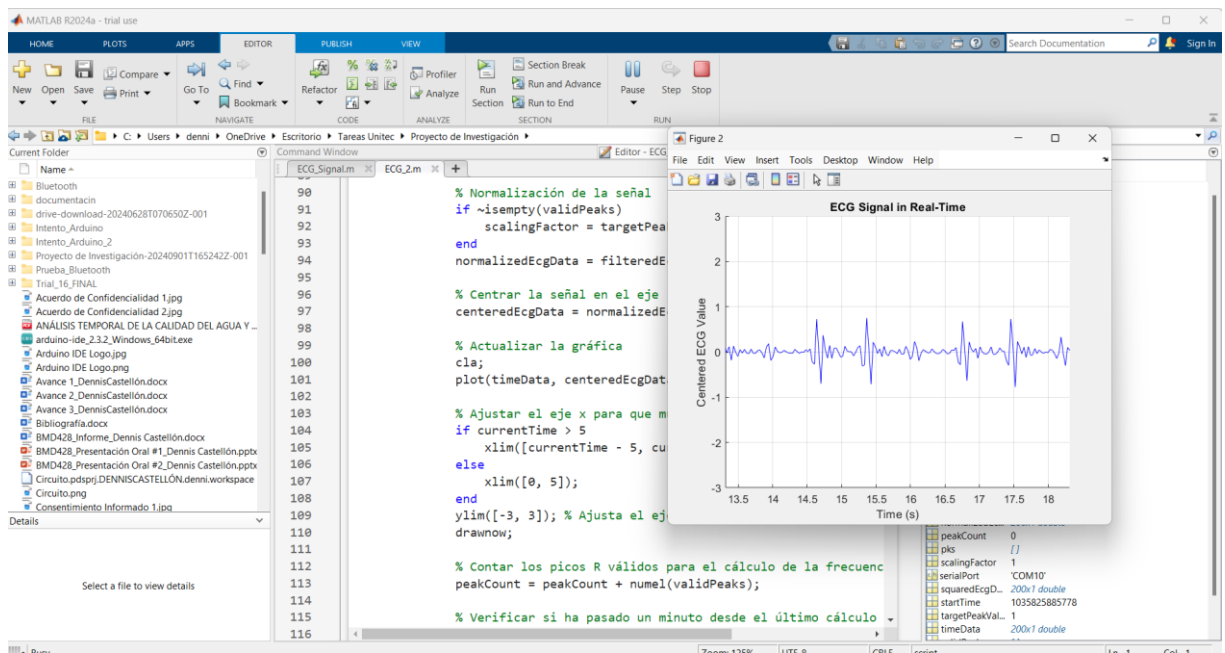 MATLAB R2024a - trial use
HOME PLOTS APPS EDITOR PUBLISH VIEW Search Documentation Sign In
New Open Save Compare Print Go To Find Bookmark Refactor Profiler Analyze Run Section Section Break Run and Advance Run to End Pause Step Stop
FILE NAVIGATE CODE ANALYZE SECTION RUN
C: Users denni OneDrive Escritorio Tareas Unitec Proyecto de Investigación
Current Folder
Name
Bluetooth
documentacin
drive-download-20240628T070650Z-001
Intento_Arduino
Intento_Arduino_2
Proyecto de Investigación-20240901T165242Z-001
Prueba_Bluetooth
Trial_16_FINAL
Acuerdo de Confidencialidad 1.jpg
Acuerdo de Confidencialidad 2.jpg
ANÁLISIS TEMPORAL DE LA CALIDAD DEL AGUA Y ...
arduino-ide_2.3.2_Windows_64bit.exe
Arduino IDE Logo.jpg
Arduino IDE Logo.png
Avance 1_DennisCastellón.docx
Avance 2_DennisCastellón.docx
Avance 3_DennisCastellón.docx
Bibliografía.docx
BMD428_Informe_Dennis Castellón.docx
BMD428_Presentación Oral #1_Dennis Castellón.pptx
BMD428_Presentación Oral #2_Dennis Castellón.pptx
Circuito.pdsprj.DENNISCASTELLÓN.denni.workspace
Circuito.png
Consentimiento Informado 1.jpg
Details
Select a file to view details
Command Window
Editor - ECG
ECG_Signal.m ECG_2.m
90 % Normalización de la señal
91 if ~isempty(validPeaks)
92 scalingFactor = targetPea
93 end
94 normalizedEcgData = filteredE
95
96 % Centrar la señal en el eje
97 centeredEcgData = normalizedE
98
99 % Actualizar la gráfica
100 cla;
101 plot(timeData, centeredEcgDat
102
103 % Ajustar el eje x para que m
104 if currentTime > 5
105 xlim([currentTime - 5, cu
106 else
107 xlim([0, 5]);
108 end
109 ylim([-3, 3]); % Ajusta el ej
110 drawnow;
111
112 % Contar los picos R válidos para el cálculo de la frecuenc
113 peakCount = peakCount + numel(validPeaks);
114
115 % Verificar si ha pasado un minuto desde el último cálculo
116
Figure 2
File Edit View Insert Tools Desktop Window Help
ECG Signal in Real-Time
Centered ECG Value
3
2
1
0
-1
-2
-3
13.5 14 14.5 15 15.5 16 16.5 17 17.5 18
Time (s)
peakCount 0
pks []
scalingFactor 1
serialPort 'COM10'
squaredEcgD... 200x1 double
startTime 1035825885778
targetPeakVal... 1
timeData 200x1 double
Busy Zoom: 125% UTF-8 CRLF script Ln 1 Col 1